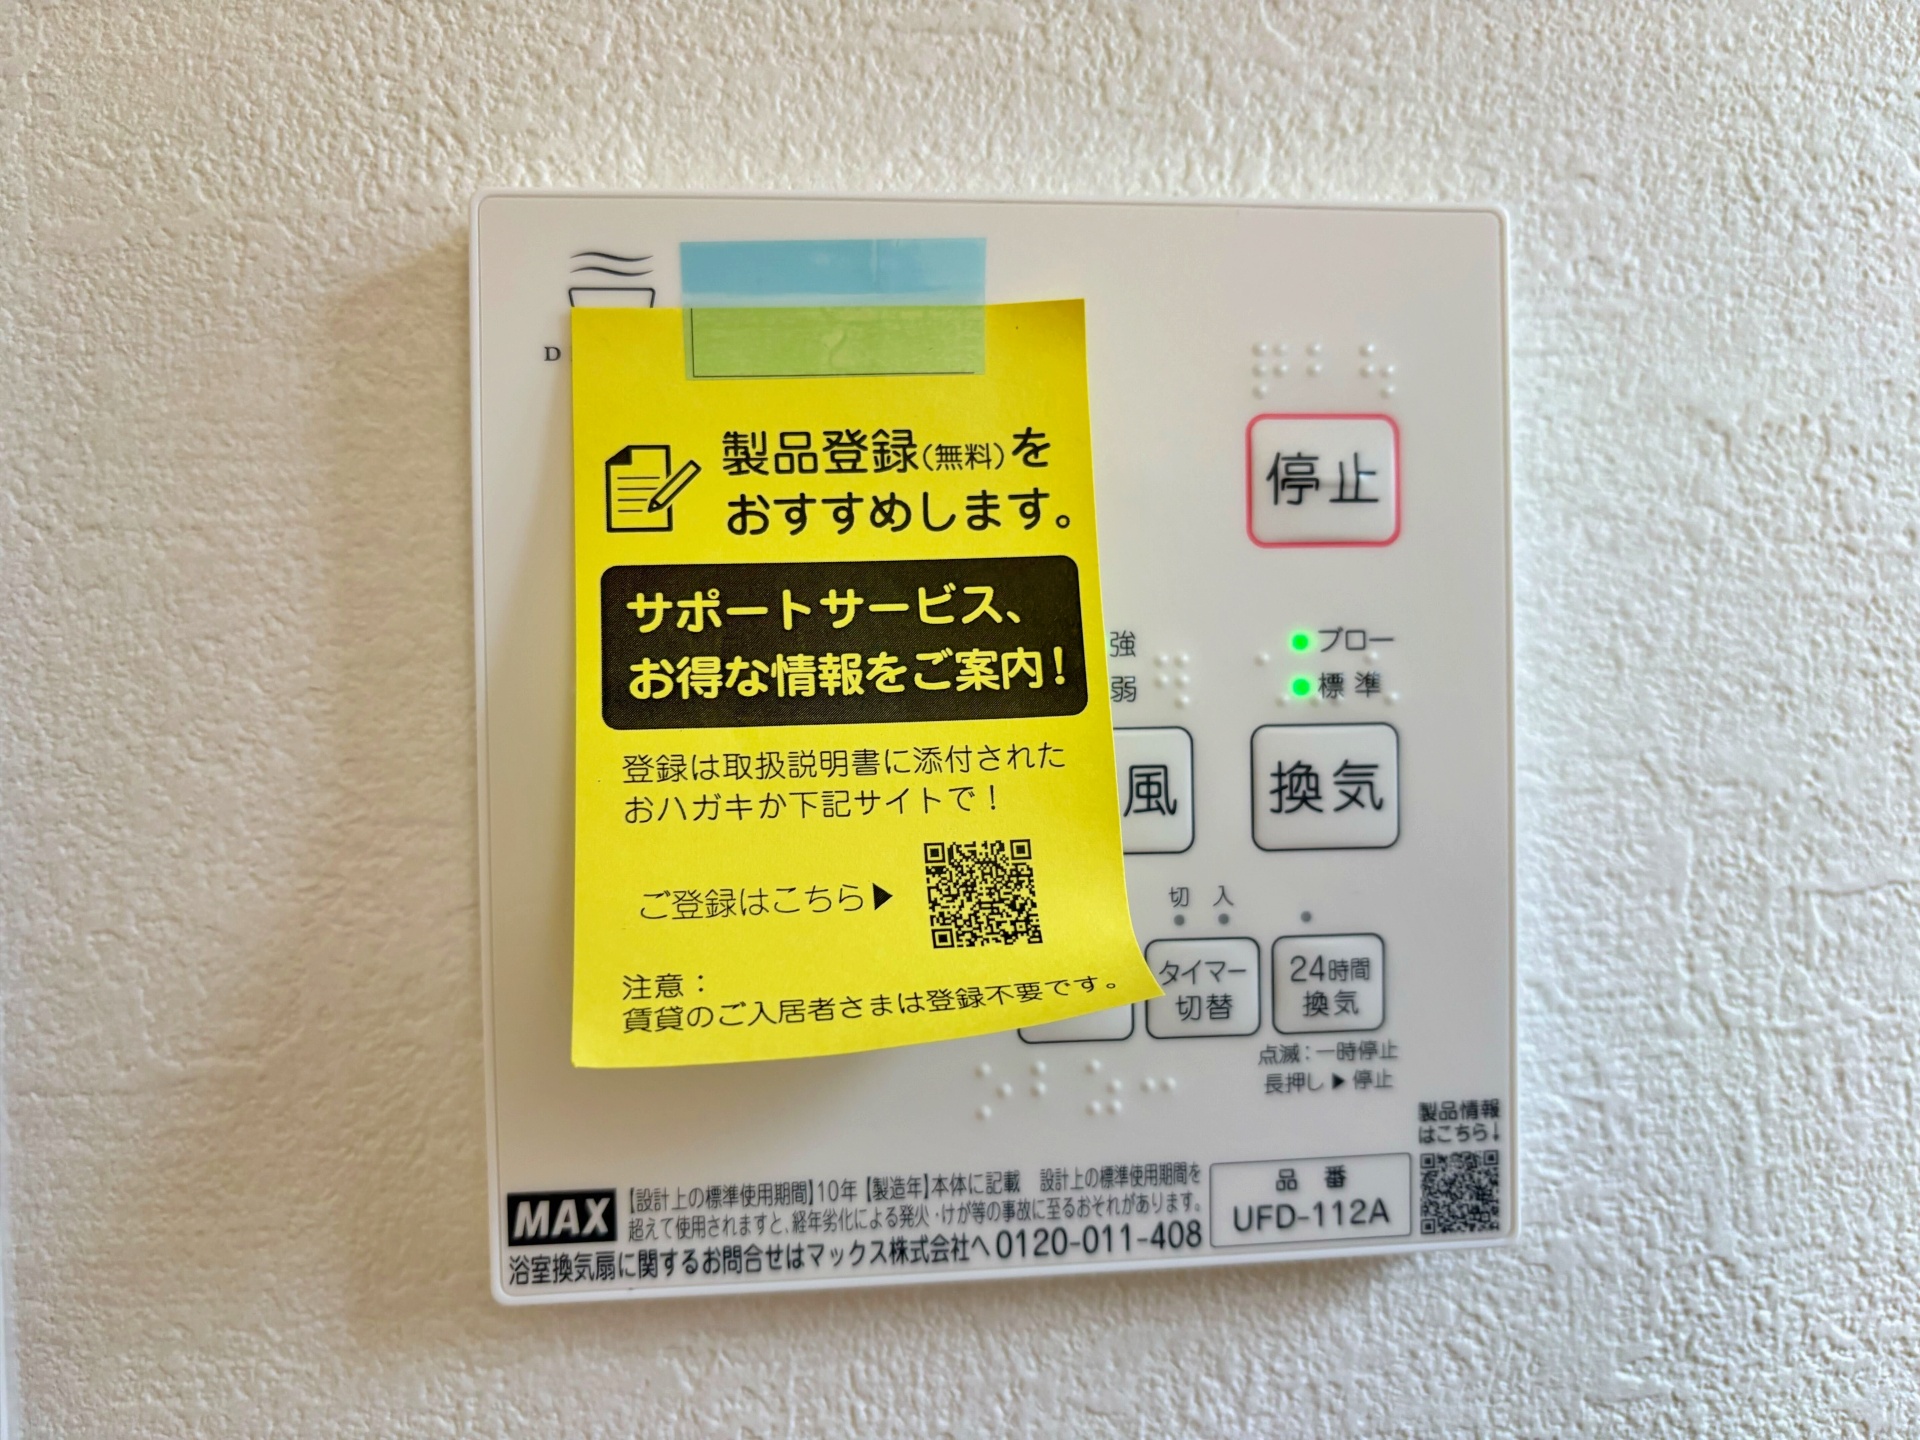 D
製品登録(無料)を
おすすめします。
サポートサービス、
お得な情報をご案内!
登録は取扱説明書に添付された
おハガキか下記サイトで!
ご登録はこちら▶
注意：
賃貸のご入居者さまは登録不要です。
停止
強
弱
ブロー
標準
風
換気
切 入
タイマー
切替
24時間
換気
点滅：一時停止
長押し▶停止
製品情報
はこちら↓
MAX
【設計上の標準使用期間】10年【製造年】本体に記載 設計上の標準使用期間を
超えて使用されますと、経年劣化による発火・けが等の事故に至るおそれがあります。
浴室換気扇に関するお問合せはマックス株式会社へ 0120-011-408
品番
UFD-112A